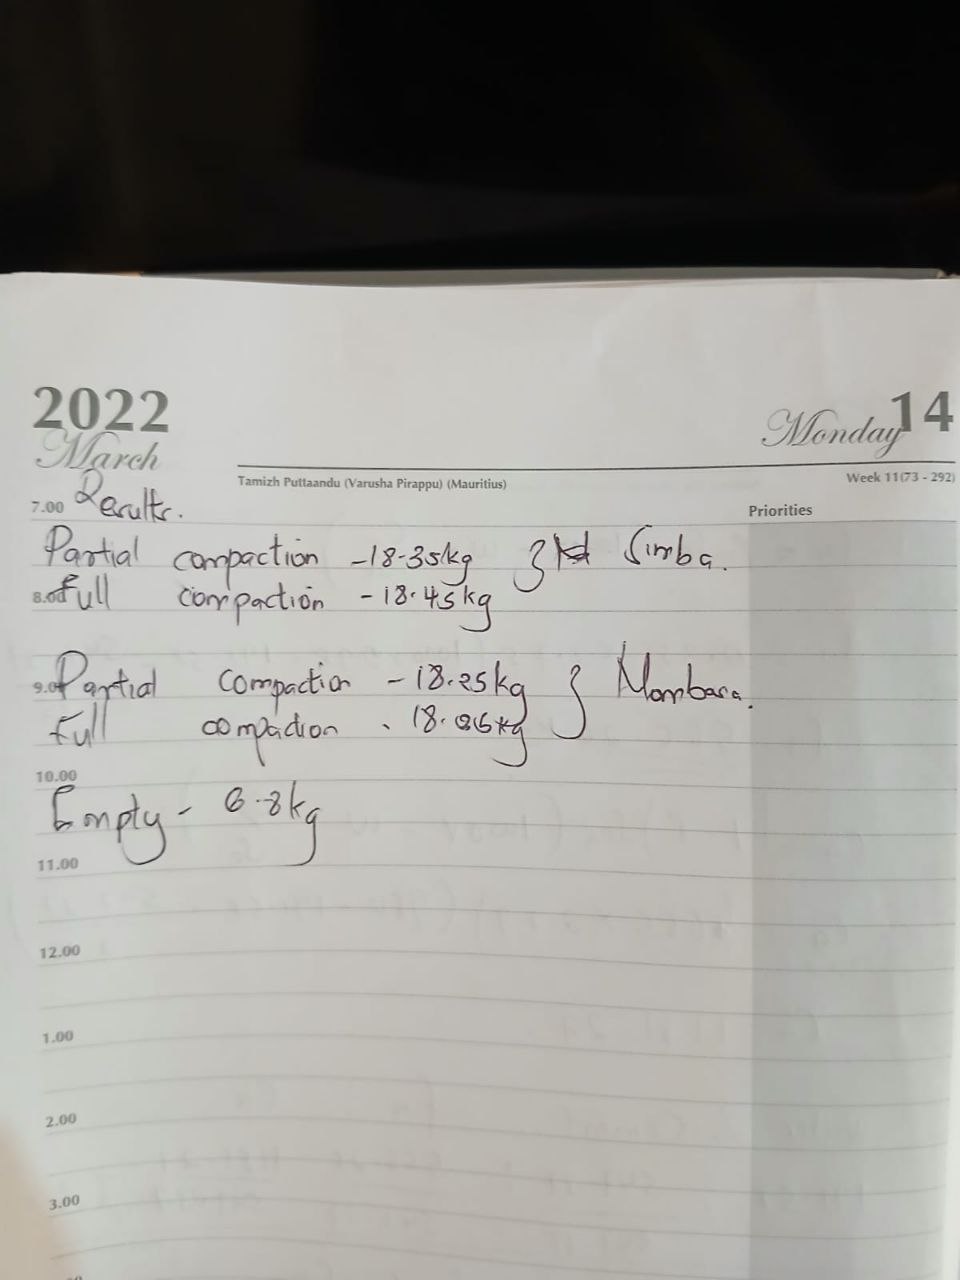 2022
March
Monday 14
Tamizh Puttaandu (Varusha Pirappu) (Mauritius)
Week 11(73 - 292)
7.00 Results.
Priorities
Partial compaction - 18.35kg } Simba.
8.00 Full compaction - 18.45kg
9.00 Partial Compaction - 18.25kg } Mombasa.
Full compaction - kg
10.00
Empty - 6.8kg
11.00
12.00
1.00
2.00
3.00